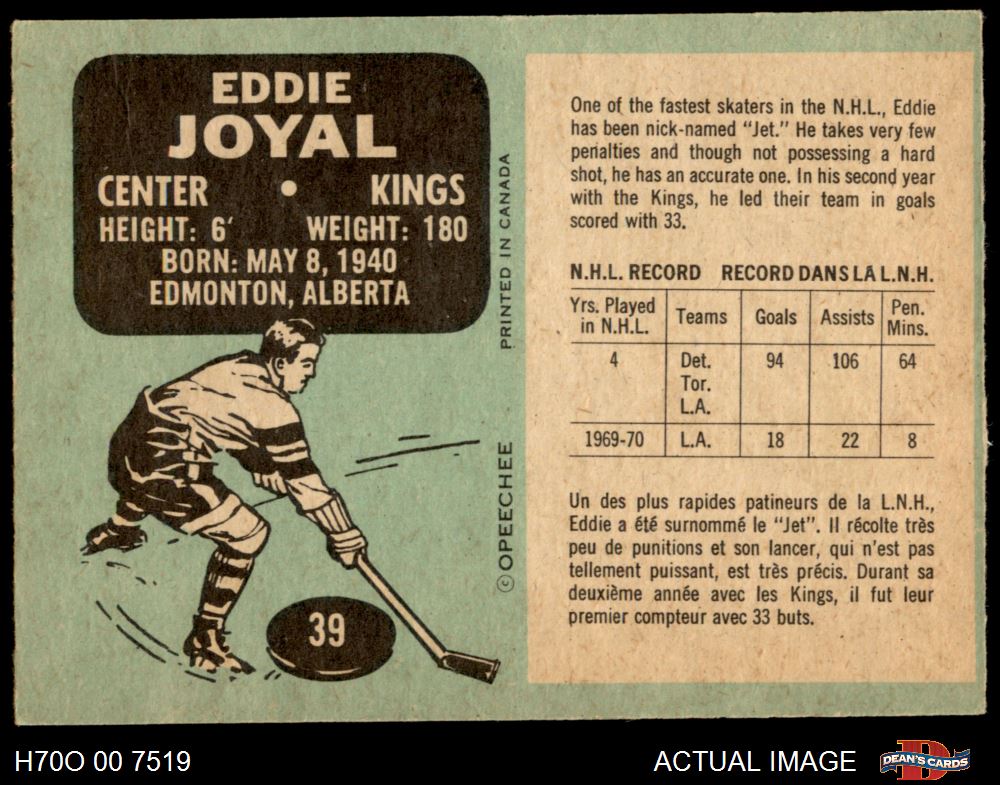 EDDIE
JOYAL
CENTER • KINGS
HEIGHT: 6' WEIGHT: 180
BORN: MAY 8, 1940
EDMONTON, ALBERTA
39
© OPEECHEE PRINTED IN CANADA
One of the fastest skaters in the N.H.L., Eddie
has been nick-named “Jet.” He takes very few
penalties and though not possessing a hard
shot, he has an accurate one. In his second year
with the Kings, he led their team in goals
scored with 33.
N.H.L. RECORD RECORD DANS LA L.N.H.
Yrs. Played in N.H.L. Teams Goals Assists Pen. Mins.
4 Det. 94 106 64
Tor.
L.A.
1969-70 L.A. 18 22 8
Un des plus rapides patineurs de la L.N.H.,
Eddie a été surnommé le “Jet”. Il récolte très
peu de punitions et son lancer, qui n'est pas
tellement puissant, est très précis. Durant sa
deuxième année avec les Kings, il fut leur
premier compteur avec 33 buts.
H70O 00 7519 ACTUAL IMAGE D DEAN'S CARDS